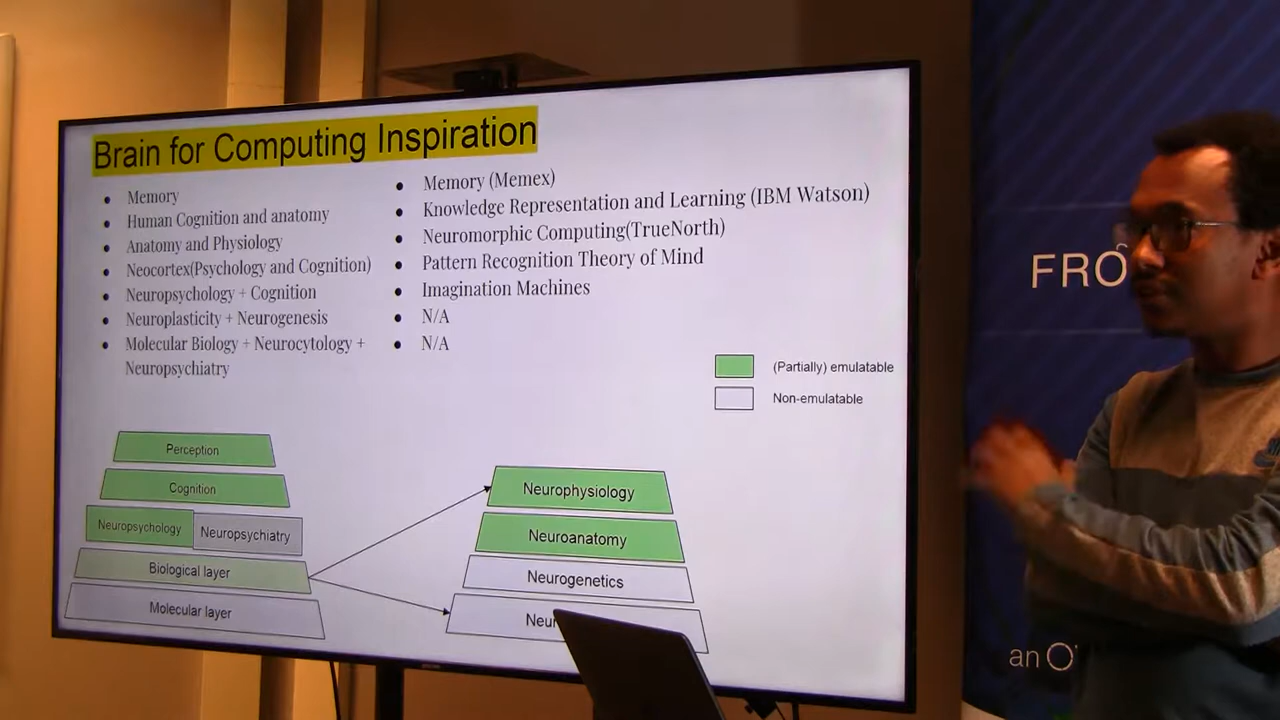 Brain for Computing Inspiration
Memory
Human Cognition and anatomy
Anatomy and Physiology
Neocortex(Psychology and Cognition)
Neuropsychology + Cognition
Neuroplasticity + Neurogenesis
Molecular Biology + Neurocytology +
Neuropsychiatry
Memory (Memex)
Knowledge Representation and Learning (IBM Watson)
Neuromorphic Computing(TrueNorth)
Pattern Recognition Theory of Mind
Imagination Machines
N/A
N/A
(Partially) emulatable
Non-emulatable
Perception
Cognition
Neuropsychology Neuropsychiatry
Biological layer
Molecular layer
Neurophysiology
Neuroanatomy
Neurogenetics
an